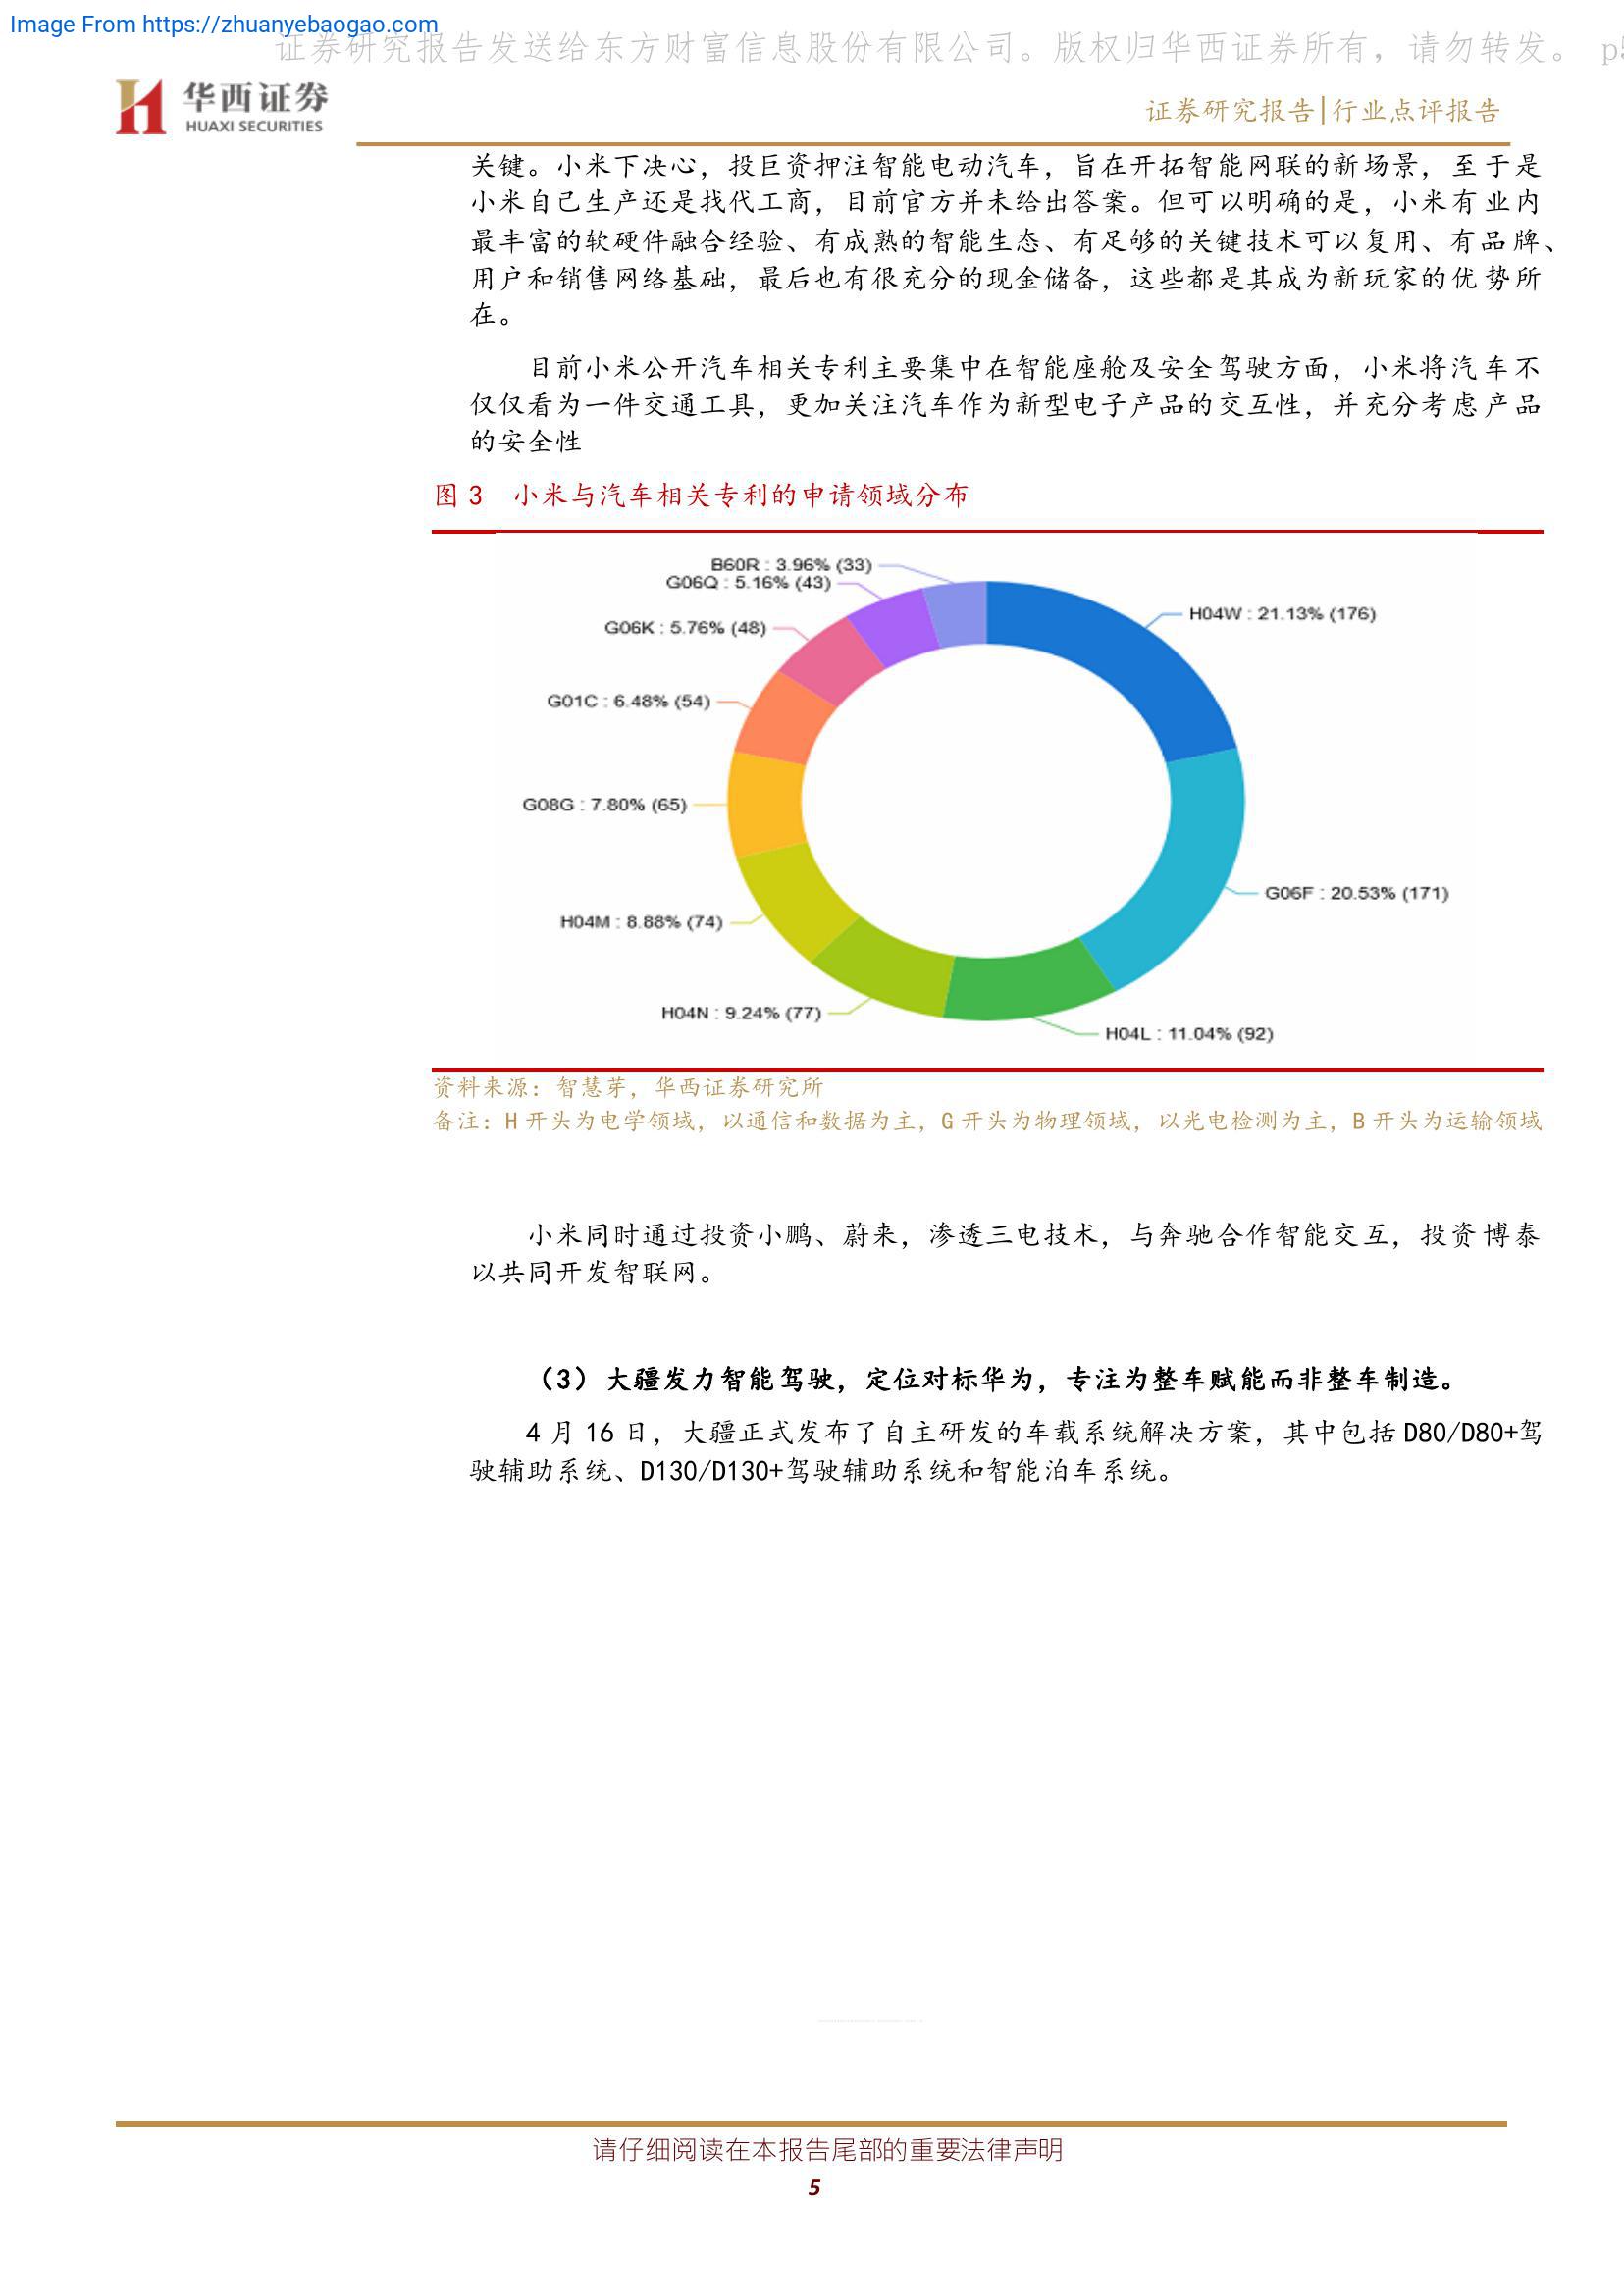 Image From https://zhuanyebaogao.com
证券研究报告发送给东方财富信息股份有限公司。版权归华西证券所有，请勿转发。 p5
华西证券
HUAXI SECURITIES
证券研究报告|行业点评报告
关键。小米下决心，投巨资押注智能电动汽车，旨在开拓智能网联的新场景，至于是
小米自己生产还是找代工商，目前官方并未给出答案。但可以明确的是，小米有业内
最丰富的软硬件融合经验、有成熟的智能生态、有足够的关键技术可以复用、有品牌、
用户和销售网络基础，最后也有很充分的现金储备，这些都是其成为新玩家的优势所
在。
目前小米公开汽车相关专利主要集中在智能座舱及安全驾驶方面，小米将汽车不
仅仅看为一件交通工具，更加关注汽车作为新型电子产品的交互性，并充分考虑产品
的安全性
图 3 小米与汽车相关专利的申请领域分布
B60R : 3.96% (33)
G06Q : 5.16% (43)
H04W : 21.13% (176)
G06K : 5.76% (48)
G01C : 6.48% (54)
G08G : 7.80% (65)
G06F : 20.53% (171)
H04M : 8.88% (74)
H04N : 9.24% (77)
H04L : 11.04% (92)
资料来源：智慧芽，华西证券研究所
备注：H 开头为电学领域，以通信和数据为主，G 开头为物理领域，以光电检测为主，B 开头为运输领域
小米同时通过投资小鹏、蔚来，渗透三电技术，与奔驰合作智能交互，投资博泰
以共同开发智联网。
（3）大疆发力智能驾驶，定位对标华为，专注为整车赋能而非整车制造。
4 月 16 日，大疆正式发布了自主研发的车载系统解决方案，其中包括 D80/D80+驾
驶辅助系统、D130/D130+驾驶辅助系统和智能泊车系统。
请仔细阅读在本报告尾部的重要法律声明
5